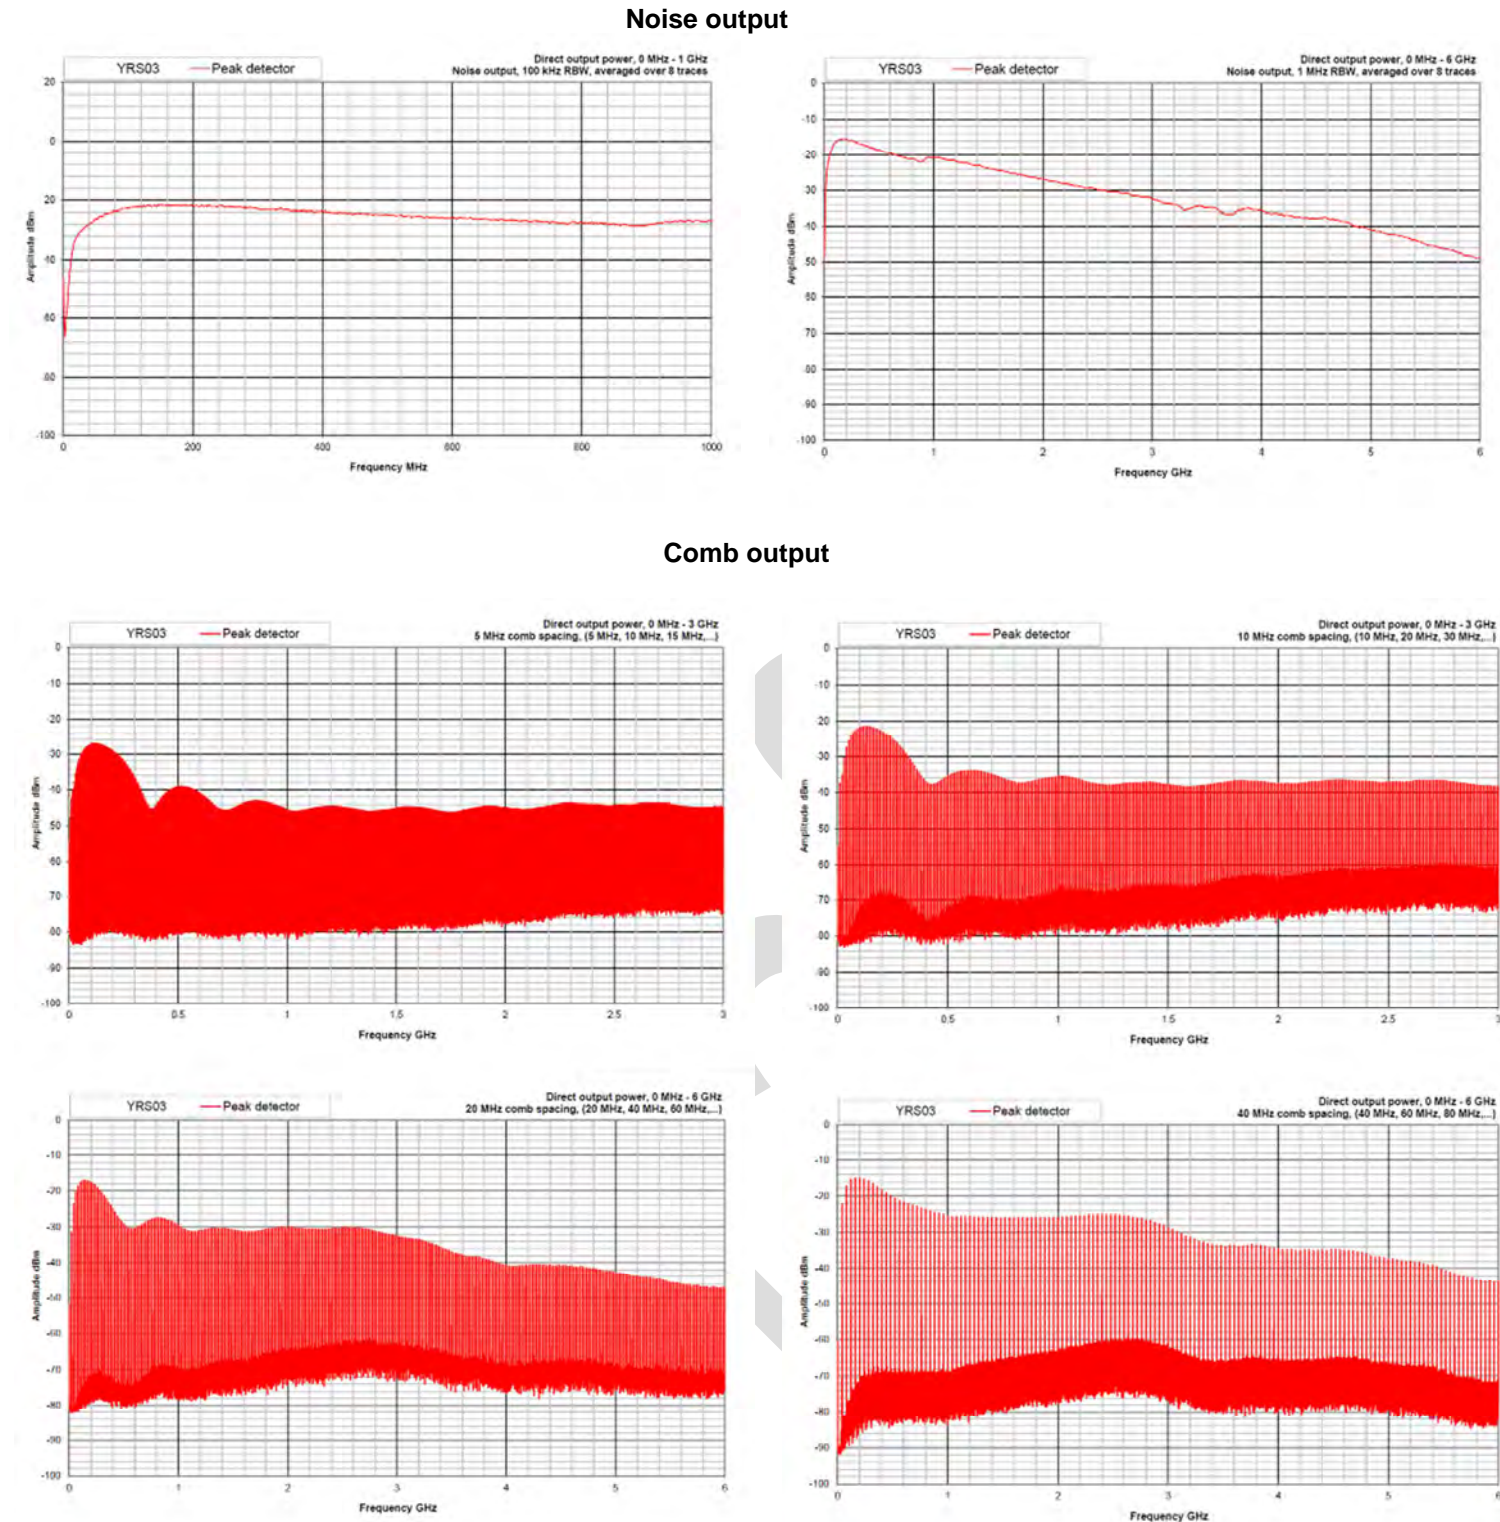 Noise output
YRS03 Peak detector
Direct output power, 0 MHz - 1 GHz
Noise output, 100 kHz RBW, averaged over 8 traces
20
0
20
-40
60
80
-100
0 200 400 600 800 1000
Amplitude dBm
Frequency MHz
YRS03 Peak detector
Direct output power, 0 MHz - 6 GHz
Noise output, 1 MHz RBW, averaged over 8 traces
0
-10
-20
-30
-40
50
60
70
-80
-90
-100
0 1 2 3 4 5 6
Amplitude dBm
Frequency GHz
Comb output
YRS03 Peak detector
Direct output power, 0 MHz - 3 GHz
5 MHz comb spacing, (5 MHz, 10 MHz, 15 MHz,...)
0
-10
-20
-30
-40
50
60
70
-80
-90
-100
0 0.5 1 1.5 2 2.5 3
Amplitude dBm
Frequency GHz
YRS03 Peak detector
Direct output power, 0 MHz - 3 GHz
10 MHz comb spacing, (10 MHz, 20 MHz, 30 MHz,...)
0
-10
-20
-30
-40
50
60
70
-80
-90
-100
0 0.5 1 1.5 2 2.5 3
Amplitude dBm
Frequency GHz
YRS03 Peak detector
Direct output power, 0 MHz - 6 GHz
20 MHz comb spacing, (20 MHz, 40 MHz, 60 MHz,...)
0
-10
-20
-30
-40
-50
-60
-70
-80
-90
-100
0 1 2 3 4 5 6
Amplitude dBm
Frequency GHz
YRS03 Peak detector
Direct output power, 0 MHz - 6 GHz
40 MHz comb spacing, (40 MHz, 60 MHz, 80 MHz,...)
0
-10
-20
-30
-40
-50
-60
-70
-80
-90
-100
0 1 2 3 4 5 6
Amplitude dBm
Frequency GHz